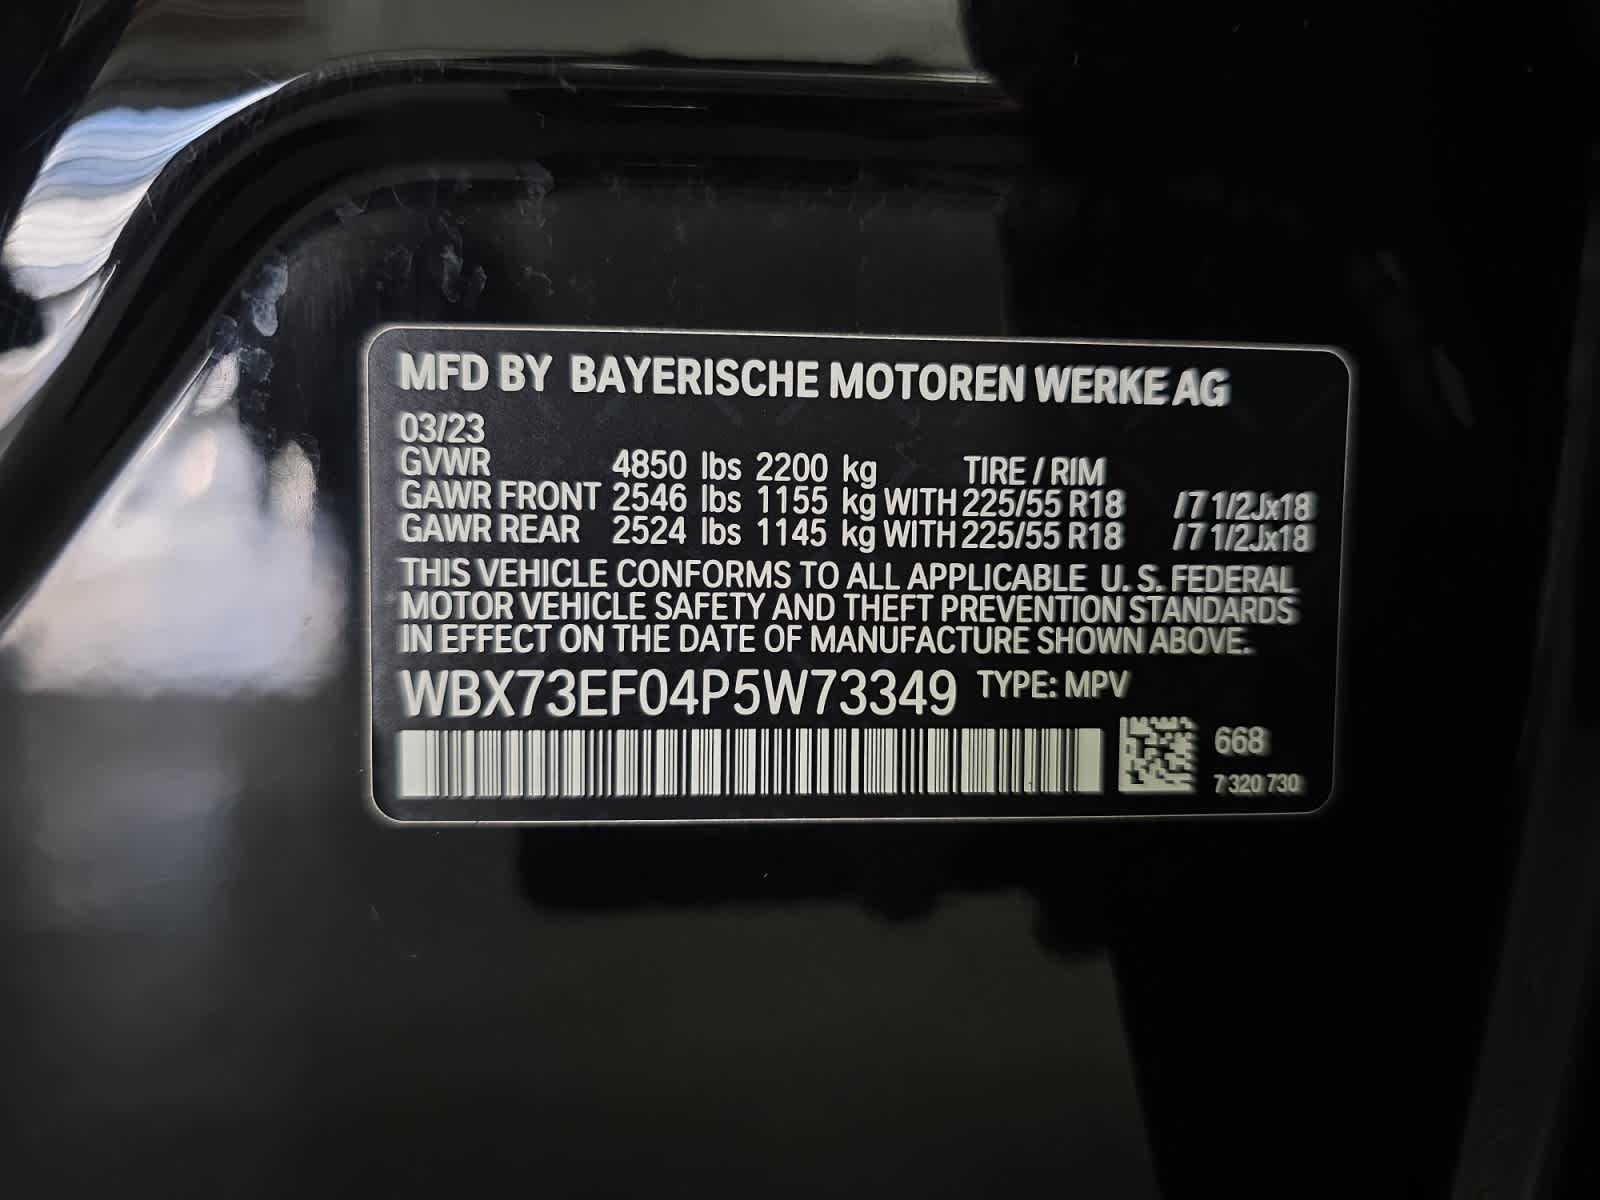 MFD BY BAYERISCHE MOTOREN WERKE AG
03/23
GVWR 4850 lbs 2200 kg TIRE / RIM
GAWR FRONT 2546 lbs 1155 kg WITH 225/55 R18 /7 1/2Jx18
GAWR REAR 2524 lbs 1145 kg WITH 225/55 R18 /7 1/2Jx18
THIS VEHICLE CONFORMS TO ALL APPLICABLE U. S. FEDERAL
MOTOR VEHICLE SAFETY AND THEFT PREVENTION STANDARDS
IN EFFECT ON THE DATE OF MANUFACTURE SHOWN ABOVE.
WBX73EF04P5W73349 TYPE: MPV
668
7 320 730